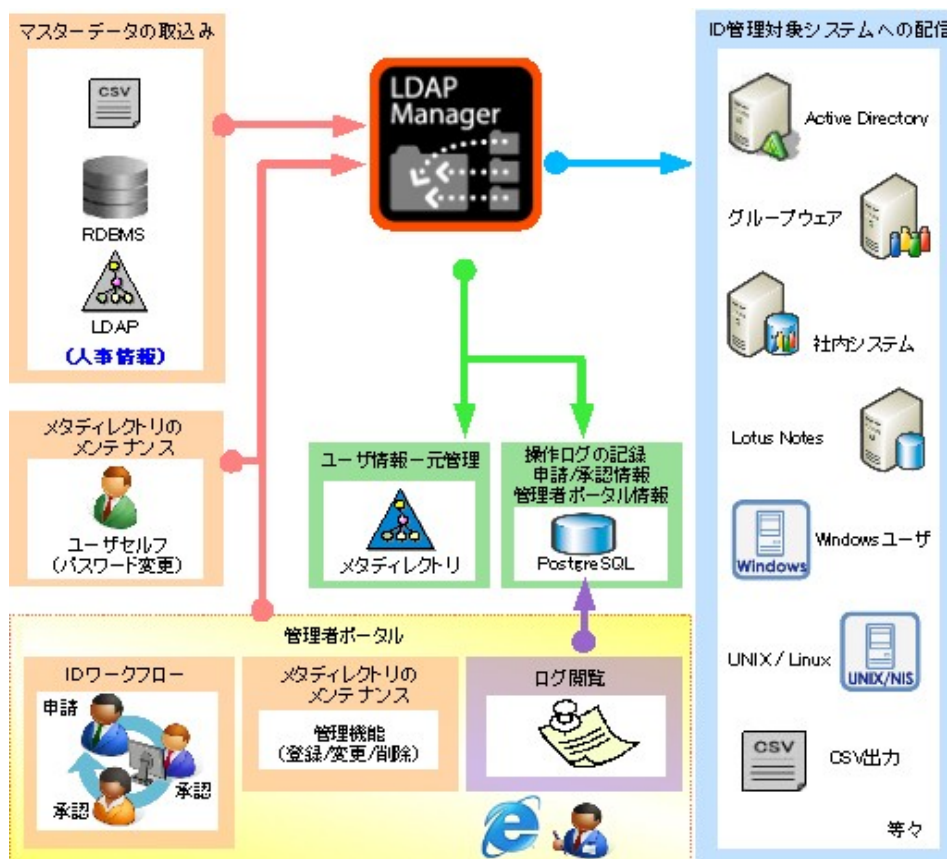 マスターデータの取込み
CSV
RDBMS
LDAP
(人事情報)
LDAP
Manager
ID管理対象システムへの配信
Active Directory
グループウェア
社内システム
Lotus Notes
Windows
Windowsユーザ
UNIX / Linux
UNIX/NIS
CSV
CSV出力
等々
メタディレクトリの
メンテナンス
ユーザセルフ
(パスワード変更)
ユーザ情報一元管理
メタディレクトリ
操作ログの記録
申請/承認情報
管理者ポータル情報
PostgreSQL
管理者ポータル
IDワークフロー
申請
承認
承認
メタディレクトリの
メンテナンス
管理機能
(登録/変更/削除)
ログ閲覧